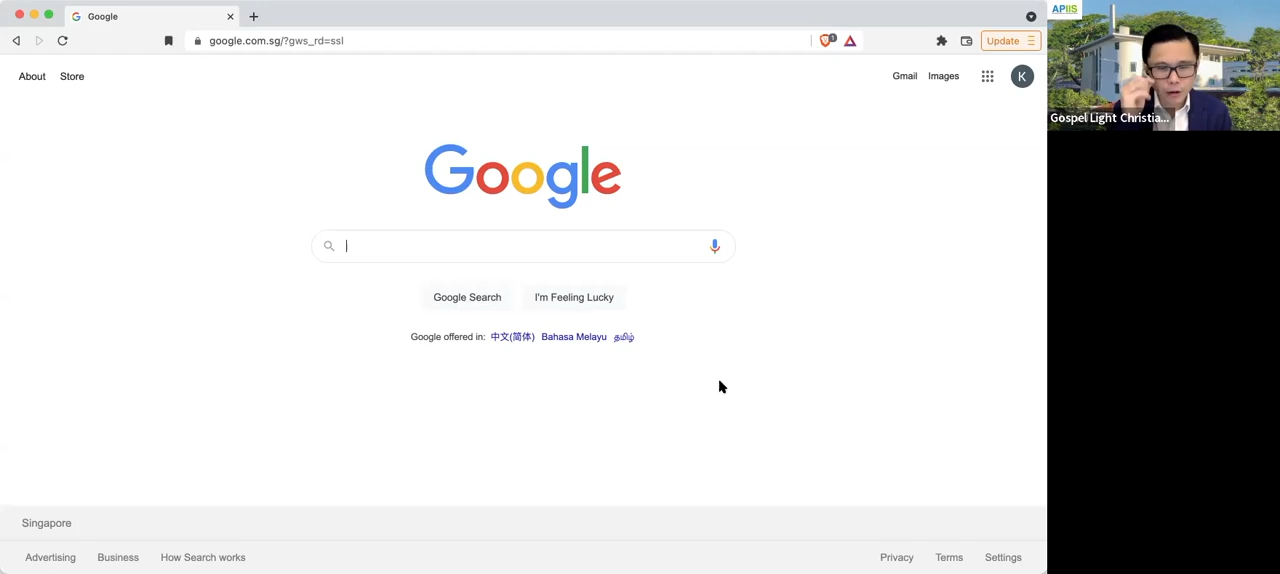 Google
google.com.sg/?gws_rd=ssl
1
Update
About Store
Gmail Images
K
Google
Google Search I'm Feeling Lucky
Google offered in: 中文(简体) Bahasa Melayu தமிழ்
Singapore
Advertising Business How Search works
Privacy Terms Settings
APIIS
Gospel Light Christia...